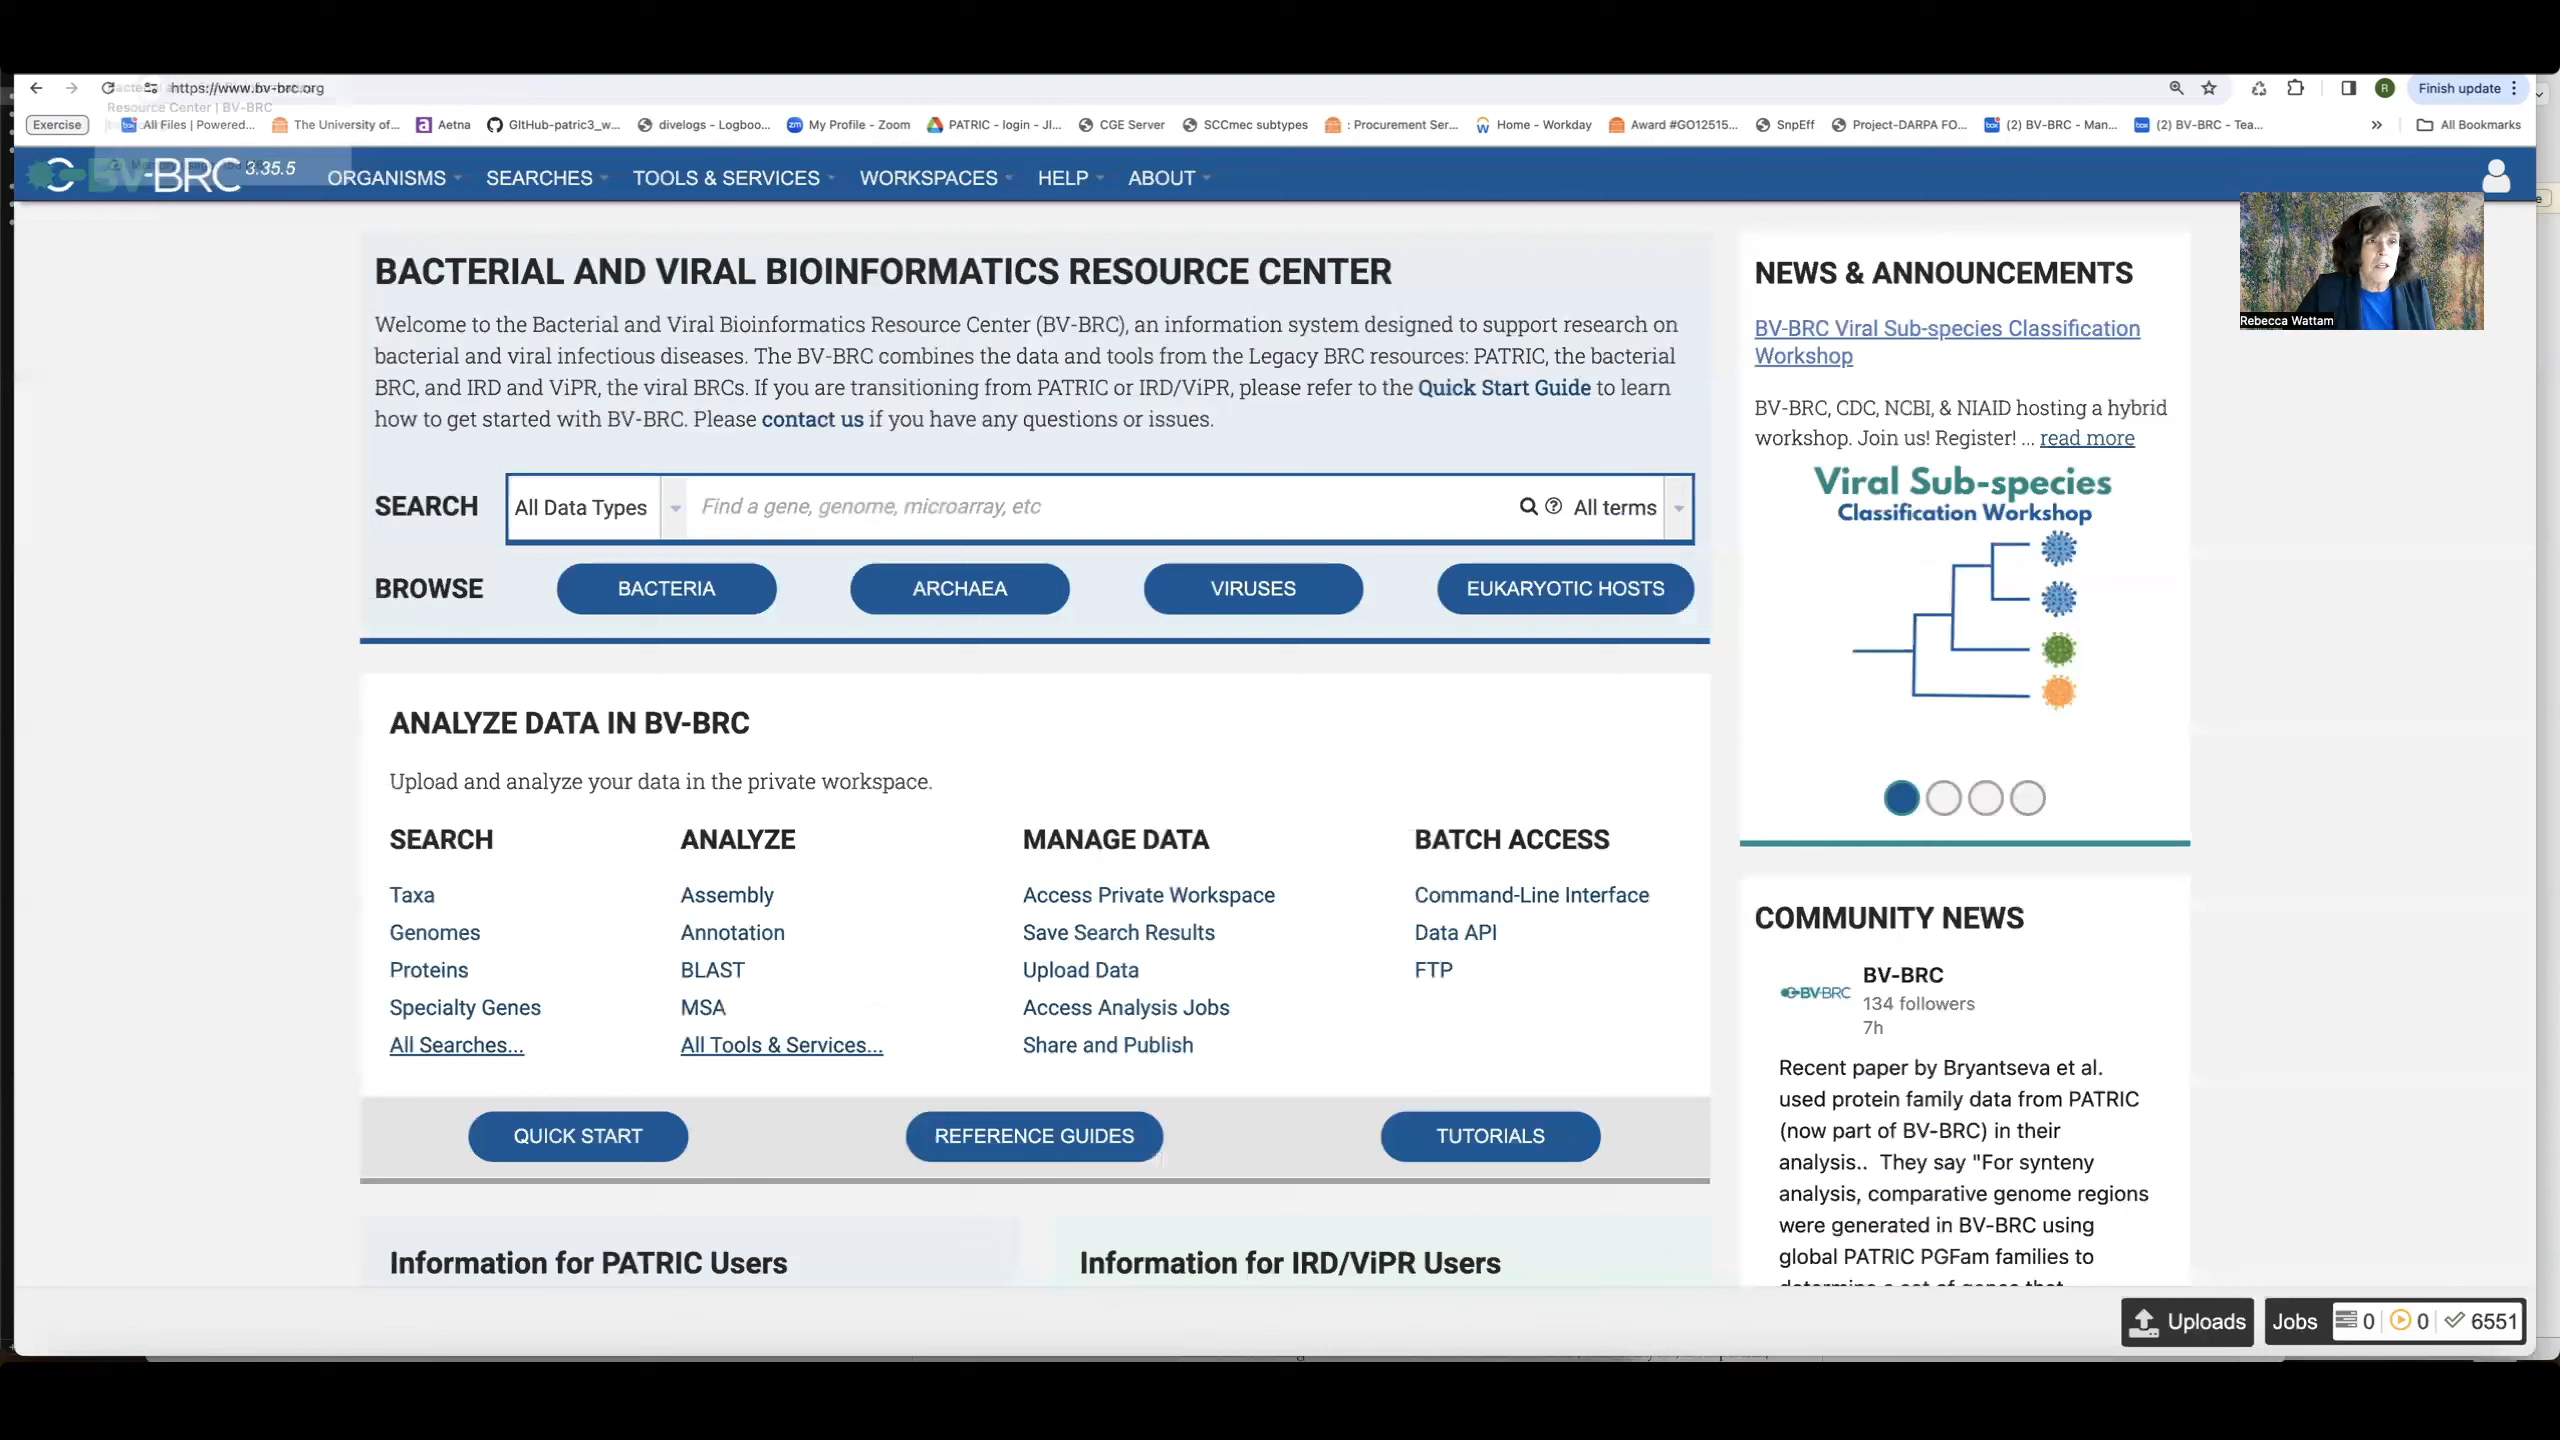 https://www.bv-brc.org
Finish update
Resource Center | BV-BRC
Exercise
All Files | Powered...
The University of...
Aetna
GitHub-patric3_w...
divelogs - Logboo...
My Profile - Zoom
PATRIC - login - JI...
CGE Server
SCCmec subtypes
: Procurement Ser...
Home - Workday
Award #GO12515...
SnpEff
Project-DARPA FO...
(2) BV-BRC - Man...
(2) BV-BRC - Tea...
All Bookmarks
BV-BRC 3.35.5
ORGANISMS
SEARCHES
TOOLS & SERVICES
WORKSPACES
HELP
ABOUT
Rebecca Wattam
BACTERIAL AND VIRAL BIOINFORMATICS RESOURCE CENTER
Welcome to the Bacterial and Viral Bioinformatics Resource Center (BV-BRC), an information system designed to support research on
bacterial and viral infectious diseases. The BV-BRC combines the data and tools from the Legacy BRC resources: PATRIC, the bacterial
BRC, and IRD and ViPR, the viral BRCs. If you are transitioning from PATRIC or IRD/ViPR, please refer to the Quick Start Guide to learn
how to get started with BV-BRC. Please contact us if you have any questions or issues.
SEARCH
All Data Types
Find a gene, genome, microarray, etc
All terms
BROWSE
BACTERIA
ARCHAEA
VIRUSES
EUKARYOTIC HOSTS
ANALYZE DATA IN BV-BRC
Upload and analyze your data in the private workspace.
SEARCH
Taxa
Genomes
Proteins
Specialty Genes
All Searches...
ANALYZE
Assembly
Annotation
BLAST
MSA
All Tools & Services...
MANAGE DATA
Access Private Workspace
Save Search Results
Upload Data
Access Analysis Jobs
Share and Publish
BATCH ACCESS
Command-Line Interface
Data API
FTP
QUICK START
REFERENCE GUIDES
TUTORIALS
Information for PATRIC Users
Information for IRD/ViPR Users
NEWS & ANNOUNCEMENTS
BV-BRC Viral Sub-species Classification
Workshop
BV-BRC, CDC, NCBI, & NIAID hosting a hybrid
workshop. Join us! Register! ... read more
Viral Sub-species
Classification Workshop
COMMUNITY NEWS
BV-BRC
BV-BRC
134 followers
7h
Recent paper by Bryantseva et al.
used protein family data from PATRIC
(now part of BV-BRC) in their
analysis.. They say "For synteny
analysis, comparative genome regions
were generated in BV-BRC using
global PATRIC PGFam families to
determine a set of genes that
Uploads
Jobs
0
0
6551